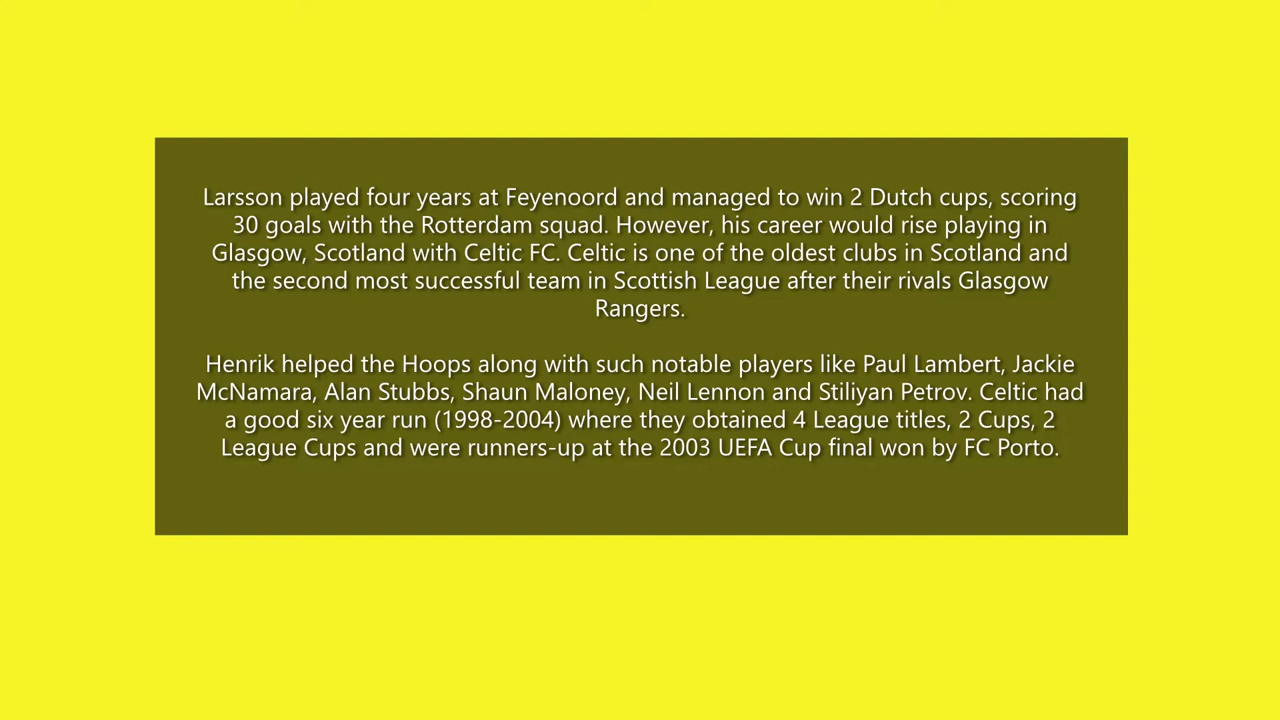 Larsson played four years at Feyenoord and managed to win 2 Dutch cups, scoring
30 goals with the Rotterdam squad. However, his career would rise playing in
Glasgow, Scotland with Celtic FC. Celtic is one of the oldest clubs in Scotland and
the second most successful team in Scottish League after their rivals Glasgow
Rangers.
Henrik helped the Hoops along with such notable players like Paul Lambert, Jackie
McNamara, Alan Stubbs, Shaun Maloney, Neil Lennon and Stiliyan Petrov. Celtic had
a good six year run (1998-2004) where they obtained 4 League titles, 2 Cups, 2
League Cups and were runners-up at the 2003 UEFA Cup final won by FC Porto.